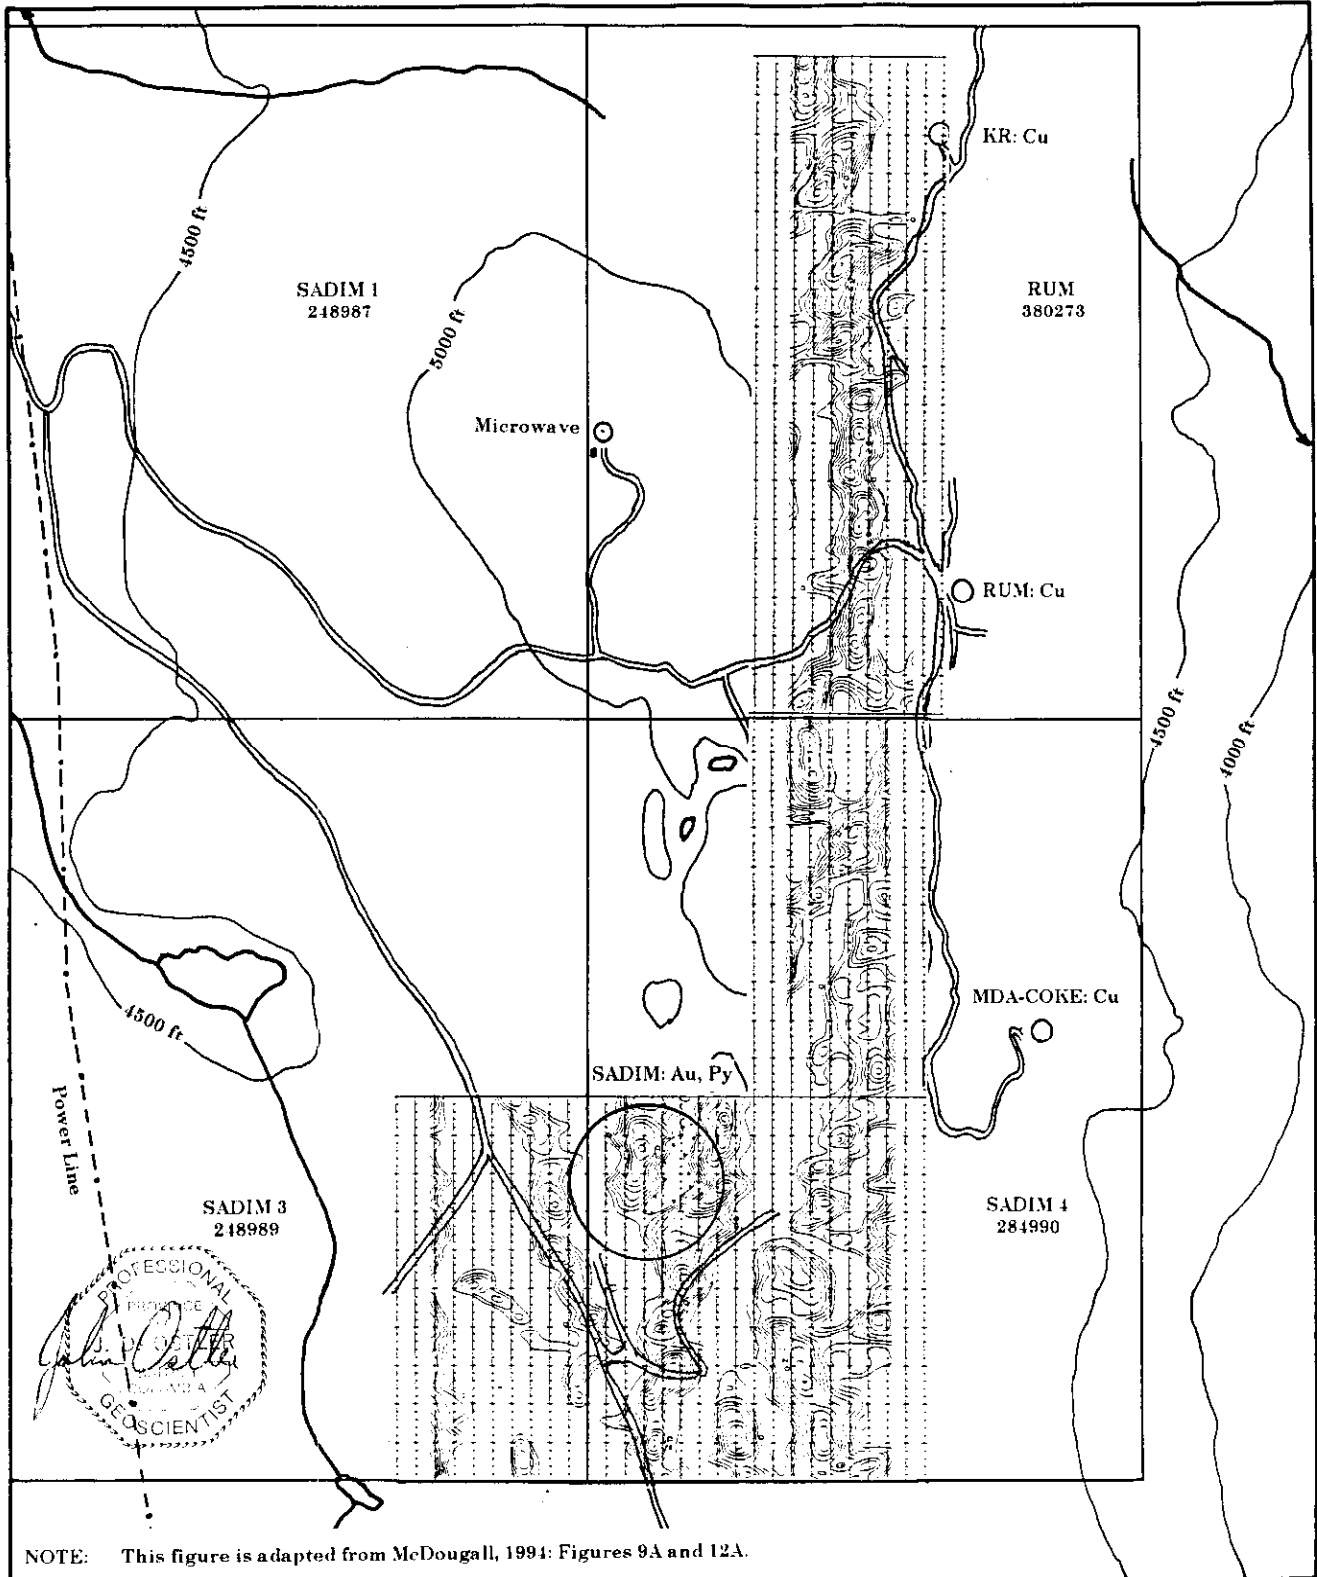 KR: Cu
4500 ft
SADIM 1
248987
RUM
380273
5000 ft
Microwave
RUM: Cu
4500 ft
4000 ft
4500 ft
MDA-COKE: Cu
SADIM: Au, Py
Power Line
SADIM 3
248989
SADIM 4
284990
PROFESSIONAL
PROVINCE
GEOSCIENTIST
NOTE: This figure is adapted from McDougall, 1994: Figures 9A and 12A.